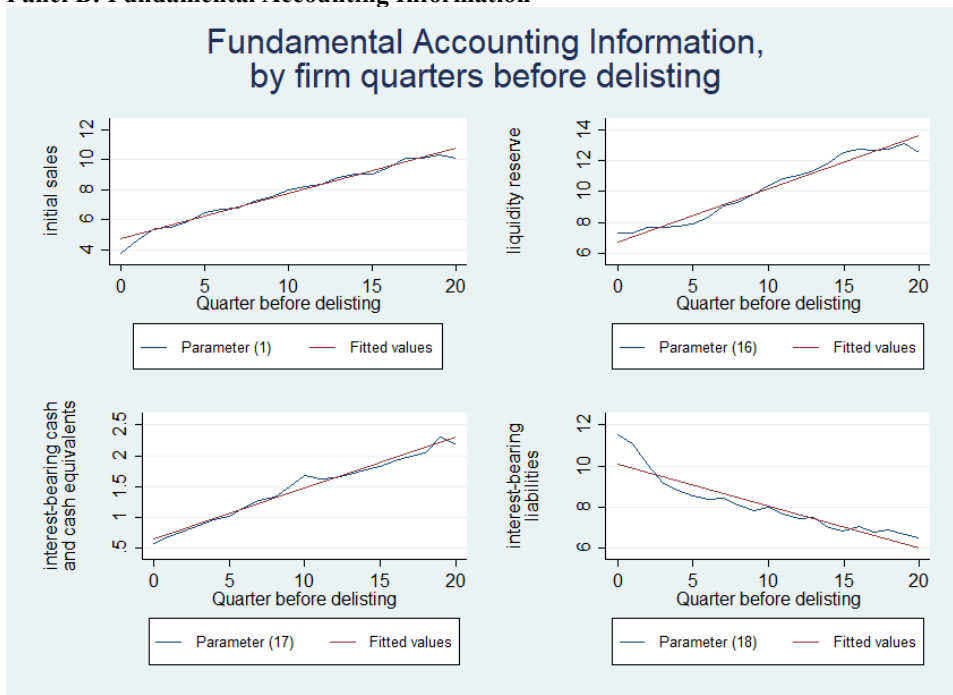 Panel B: Fundamental Accounting Information
Fundamental Accounting Information,
by firm quarters before delisting
initial sales
12
10
8
6
4
0 5 10 15 20
Quarter before delisting
Parameter (1) Fitted values
liquidity reserve
14
12
10
8
6
0 5 10 15 20
Quarter before delisting
Parameter (16) Fitted values
interest-bearing cash
and cash equivalents
2.5
2
1.5
1
.5
0 5 10 15 20
Quarter before delisting
Parameter (17) Fitted values
interest-bearing
liabilities
12
10
8
6
0 5 10 15 20
Quarter before delisting
Parameter (18) Fitted values